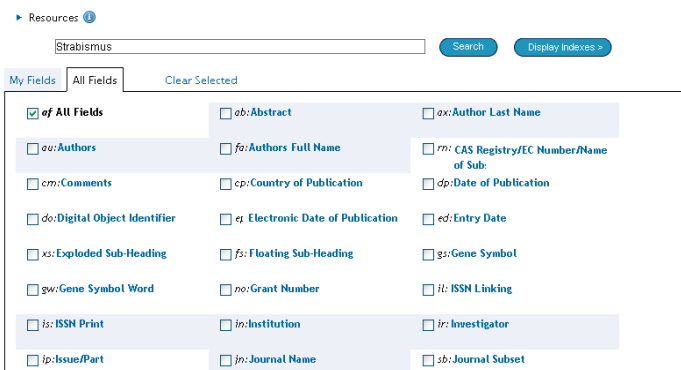 Resources
Strabismus Search Display Indexes >
My Fields All Fields Clear Selected
af All Fields ab: Abstract ax: Author Last Name
au: Authors fa: Authors Full Name rn: CAS Registry/EC Number/Name
of Sub:
cm: Comments cp: Country of Publication dp: Date of Publication
do: Digital Object Identifier Electronic Date of Publication ed: Entry Date
xs: Exploded Sub-Heading fs: Floating Sub-Heading gs: Gene Symbol
gw: Gene Symbol Word no: Grant Number il: ISSN Linking
is: ISSN Print in: Institution ir: Investigator
ip: Issue/Part jn: Journal Name sb: Journal Subset